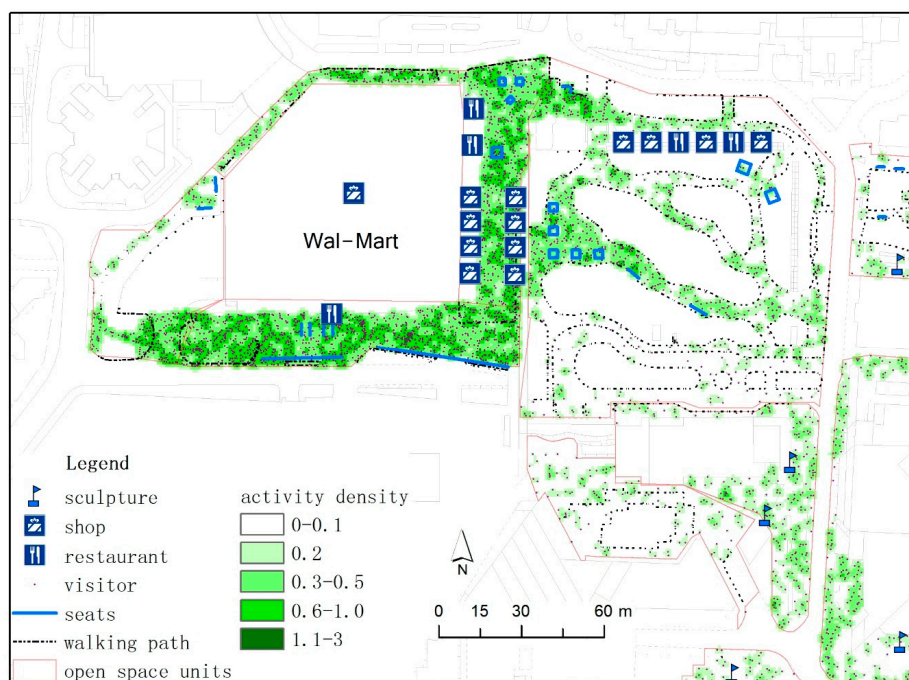 Wal-Mart
Legend
sculpture
shop
restaurant
visitor
seats
walking path
open space units
activity density
0-0.1
0.2
0.3-0.5
0.6-1.0
1.1-3
N
0 15 30 60 m